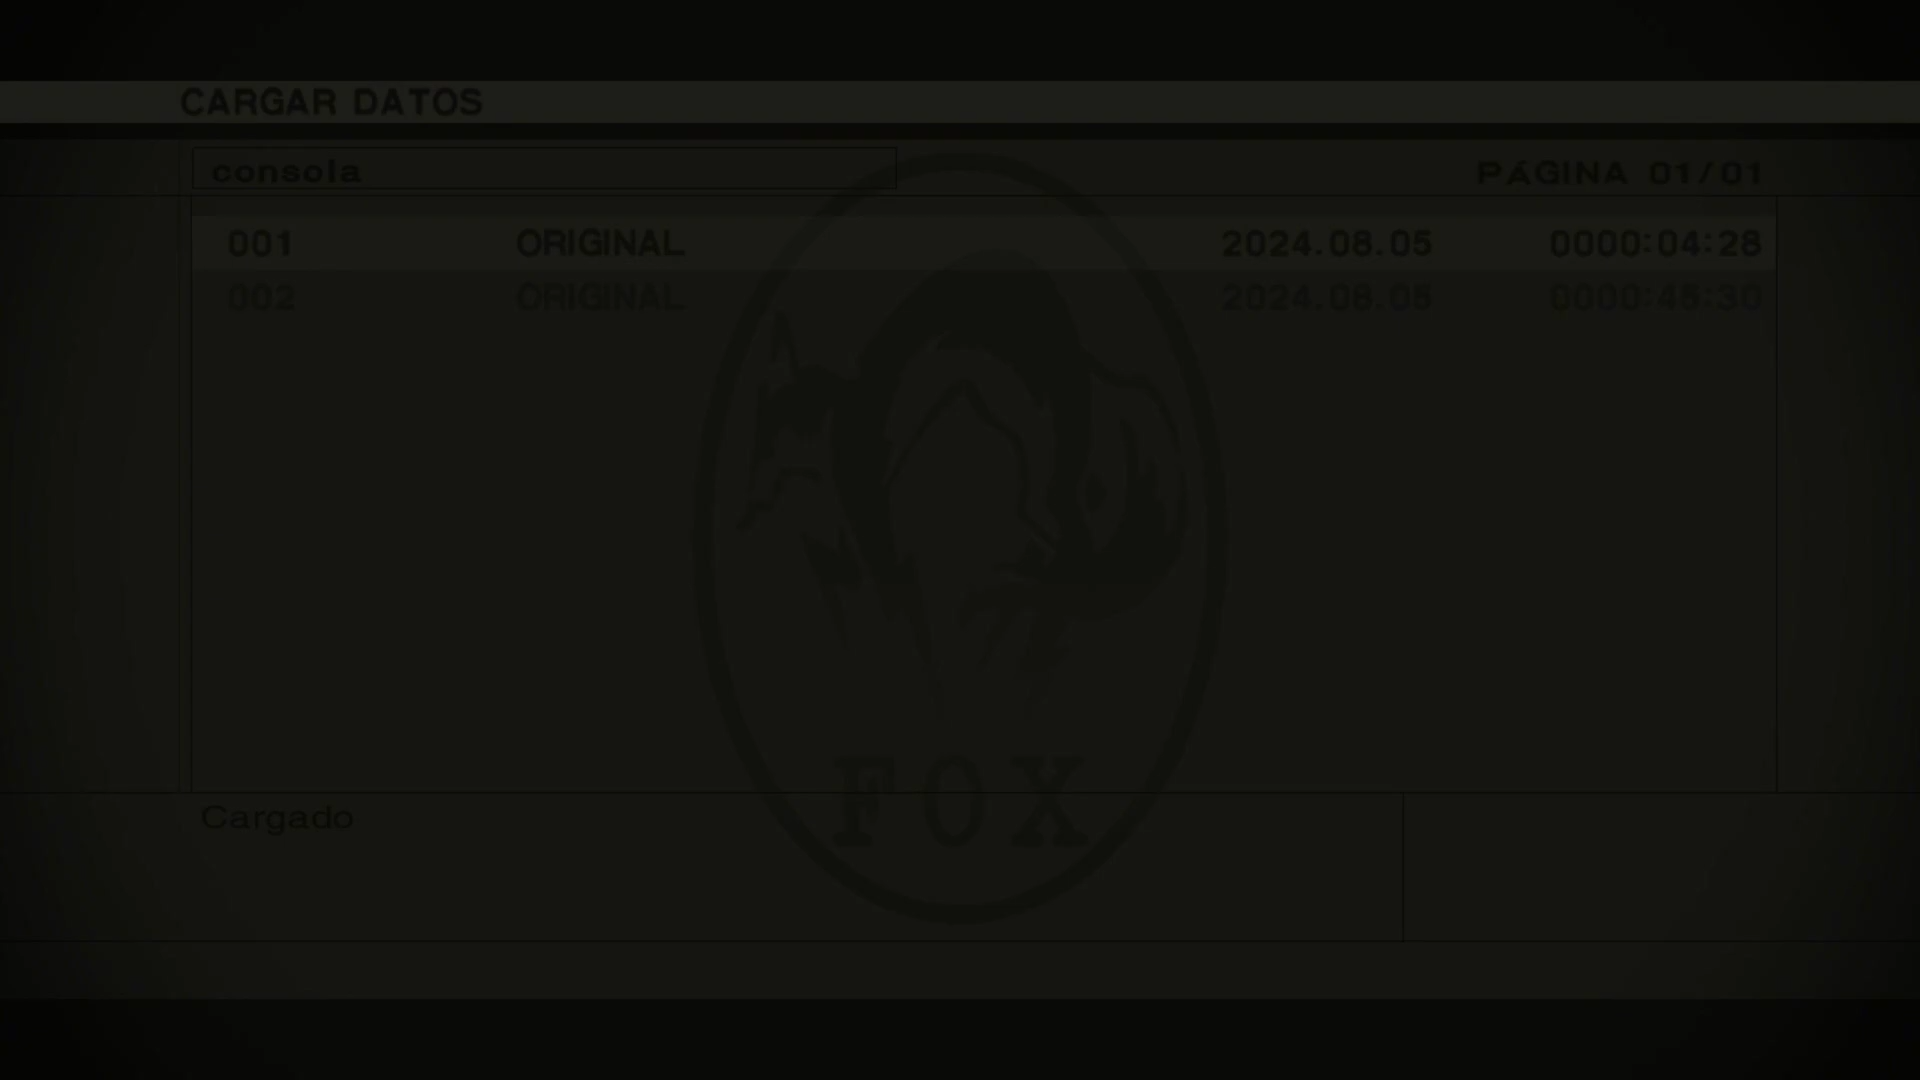 CARGAR DATOS
consola PÁGINA 01/01
001 ORIGINAL 2024.08.05 0000:04:28
002 ORIGINAL 2024.08.05 0000:45:30
FOX
Cargado